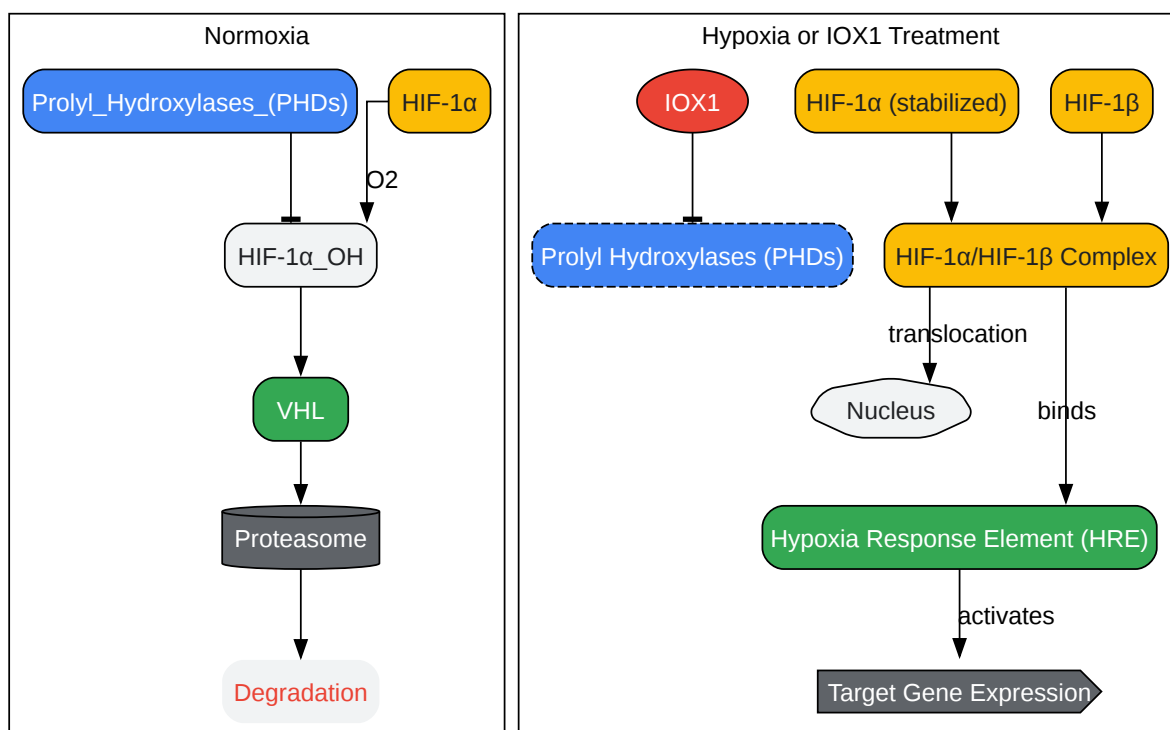 Normoxia
Prolyl_Hydroxylases_(PHDs)
HIF-1α
O2
HIF-1α_OH
VHL
Proteasome
Degradation
Hypoxia or IOX1 Treatment
IOX1
HIF-1α (stabilized)
HIF-1β
Prolyl Hydroxylases (PHDs)
HIF-1α/HIF-1β Complex
translocation
Nucleus
binds
Hypoxia Response Element (HRE)
activates
Target Gene Expression